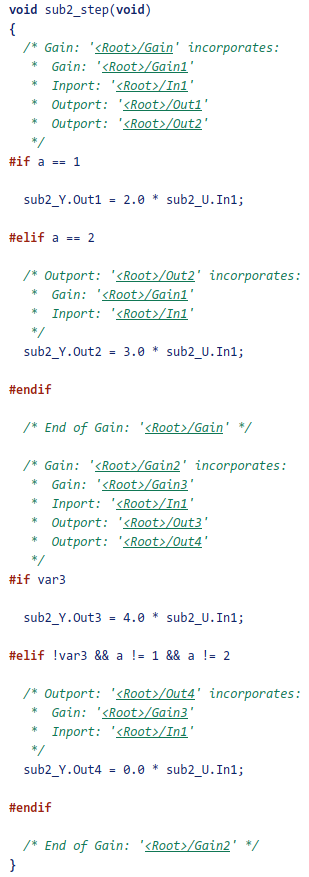 void sub2_step(void)
{
/* Gain: '<Root>/Gain' incorporates:
*  Gain: '<Root>/Gain1'
*  Inport: '<Root>/In1'
*  Outport: '<Root>/Out1'
*  Outport: '<Root>/Out2'
*/
#if a == 1
sub2_Y.Out1 = 2.0 * sub2_U.In1;
#elif a == 2
/* Outport: '<Root>/Out2' incorporates:
*  Gain: '<Root>/Gain1'
*  Inport: '<Root>/In1'
*/
sub2_Y.Out2 = 3.0 * sub2_U.In1;
#endif
/* End of Gain: '<Root>/Gain' */
/* Gain: '<Root>/Gain2' incorporates:
*  Gain: '<Root>/Gain3'
*  Inport: '<Root>/In1'
*  Outport: '<Root>/Out3'
*  Outport: '<Root>/Out4'
*/
#if var3
sub2_Y.Out3 = 4.0 * sub2_U.In1;
#elif !var3 && a != 1 && a != 2
/* Outport: '<Root>/Out4' incorporates:
*  Gain: '<Root>/Gain3'
*  Inport: '<Root>/In1'
*/
sub2_Y.Out4 = 0.0 * sub2_U.In1;
#endif
/* End of Gain: '<Root>/Gain2' */
}